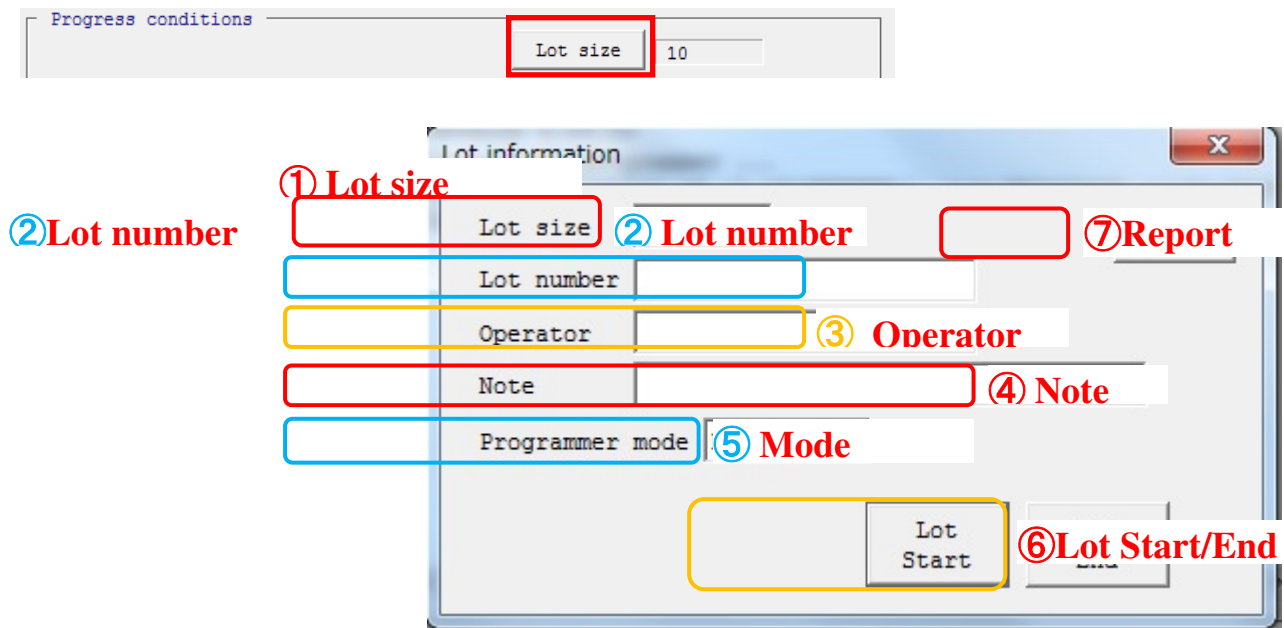 Progress conditions
Lot size 10
Lot information
① Lot size
②Lot number
Lot size ② Lot number ⑦Report
Lot number
Operator ③ Operator
Note ④ Note
Programmer mode ⑤ Mode
Lot
Start
⑥Lot Start/End
End